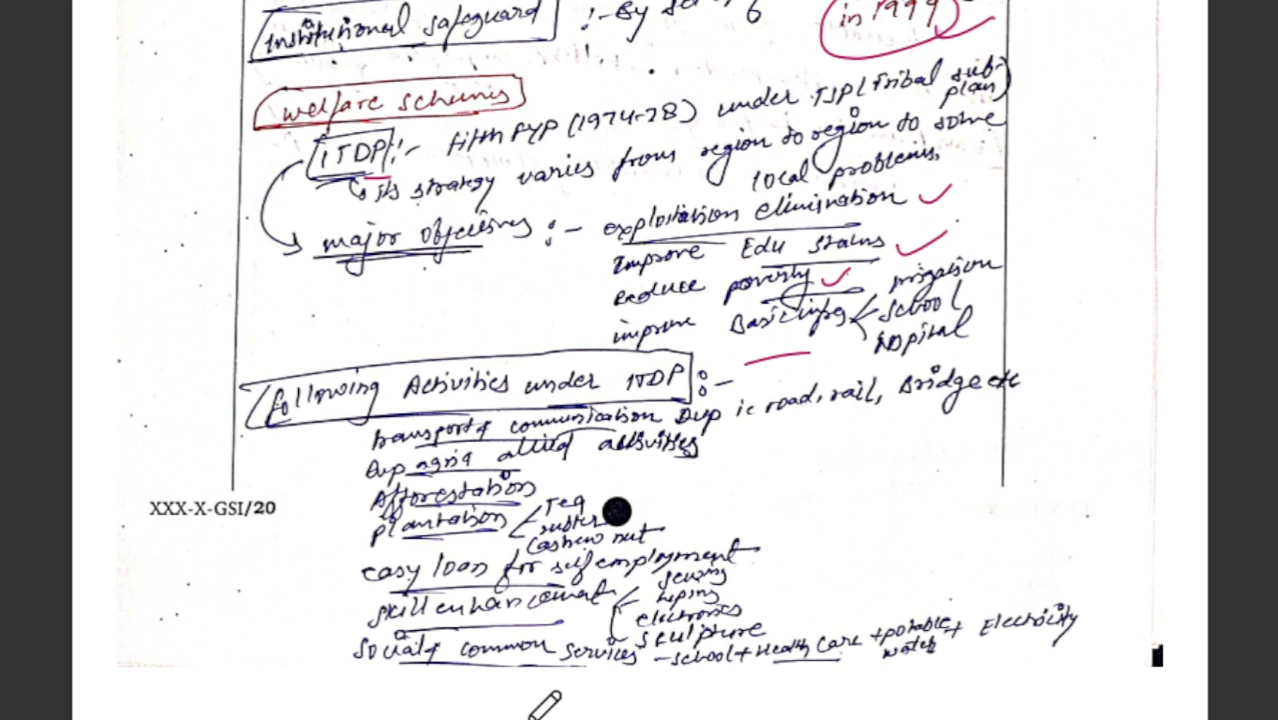 Institutional safeguard :- By
in 1999
welfare schemes
ITDP :- fifth FYP (1974-78) under TSP (Tribal sub-plan)
its strategy varies from region to region to solve
local problems.
major objectives :- exploitation elimination
Improve Edu status
reduce poverty
improve Basic infra
irrigation
school
hospital
following Activities under ITDP :-
transport & communication Dvp ie road, rail, Bridge etc
Dvp agri & allied activities
Afforestation
plantation
Tea
rubber
Cashew nut
easy loan for self employment
skill enhancement
sewing
typing
electronics
sculpture
social & common services - school + Health care + potable water + Electricity
XXX-X-GSI/20